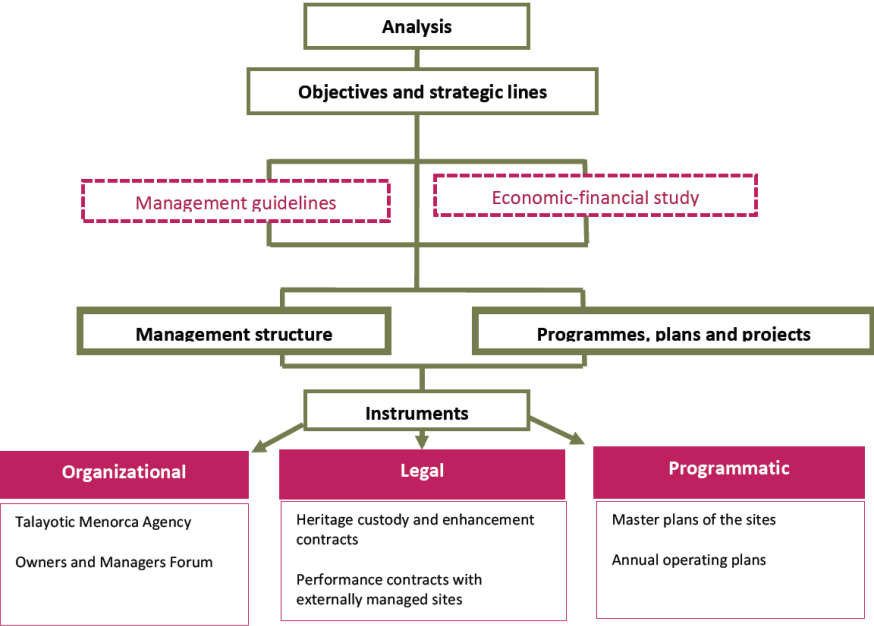 Analysis
Objectives and strategic lines
Management guidelines
Economic-financial study
Management structure
Programmes, plans and projects
Instruments
Organizational
Talayotic Menorca Agency
Owners and Managers Forum
Legal
Heritage custody and enhancement
contracts
Performance contracts with
externally managed sites
Programmatic
Master plans of the sites
Annual operating plans